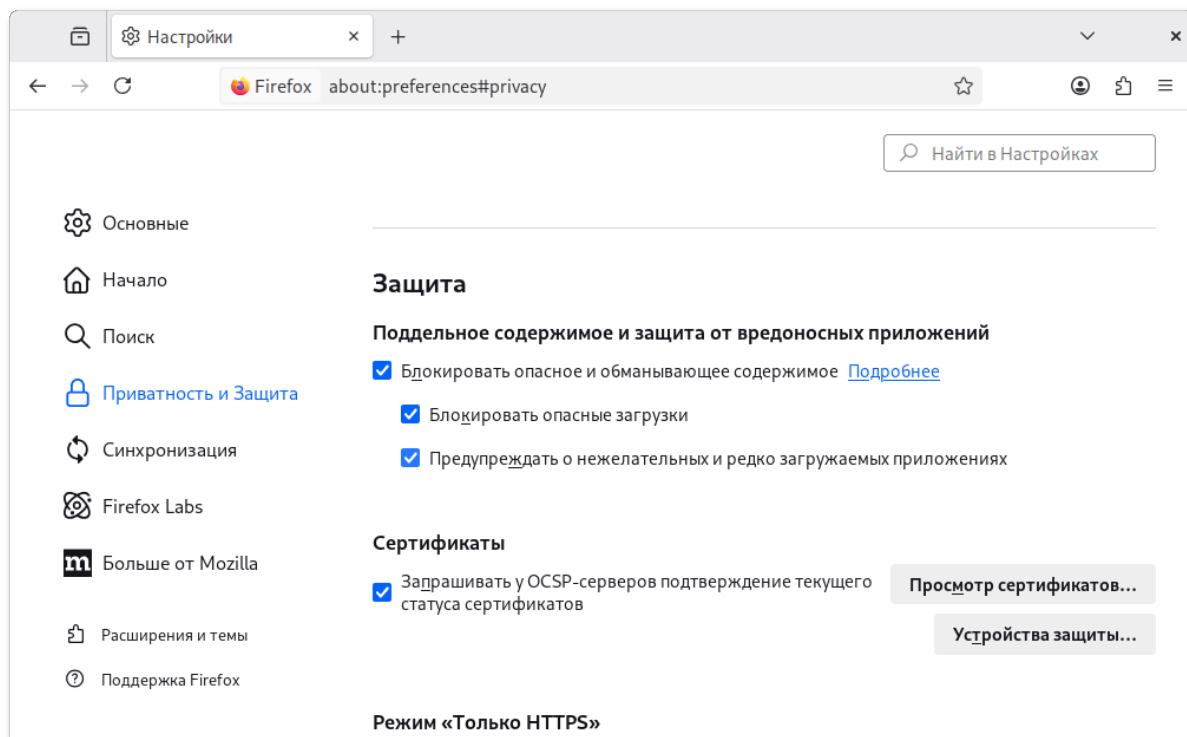 Настройки
Firefox about:preferences#privacy
Найти в Настройках
Основные
Начало
Поиск
Приватность и Защита
Синхронизация
Firefox Labs
m Больше от Mozilla
Расширения и темы
Поддержка Firefox
Защита
Поддельное содержимое и защита от вредоносных приложений
Блокировать опасное и обманывающее содержимое Подробнее
Блокировать опасные загрузки
Предупреждать о нежелательных и редко загружаемых приложениях
Сертификаты
Запрашивать у OCSP-серверов подтверждение текущего
статуса сертификатов
Просмотр сертификатов...
Устройства защиты...
Режим «Только HTTPS»